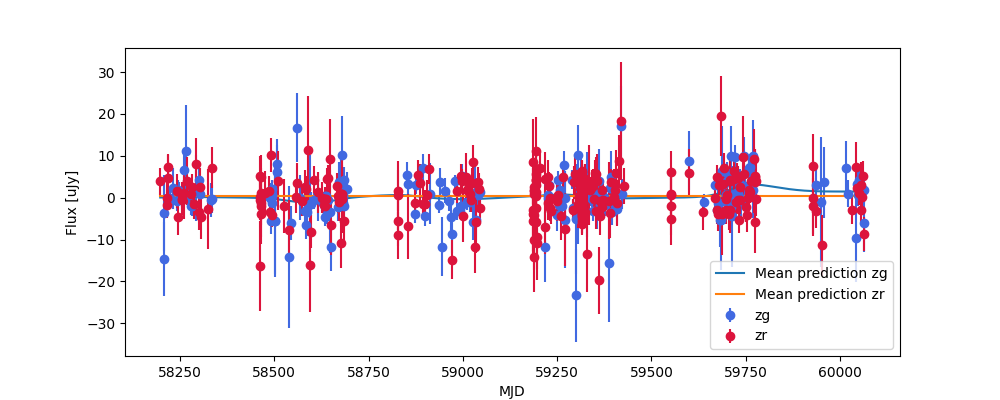 30
20
10
0
−10
−20
−30
Flux [uJy]
58250
58500
58750
59000
59250
59500
59750
60000
MJD
Mean prediction zg
Mean prediction zr
zg
zr